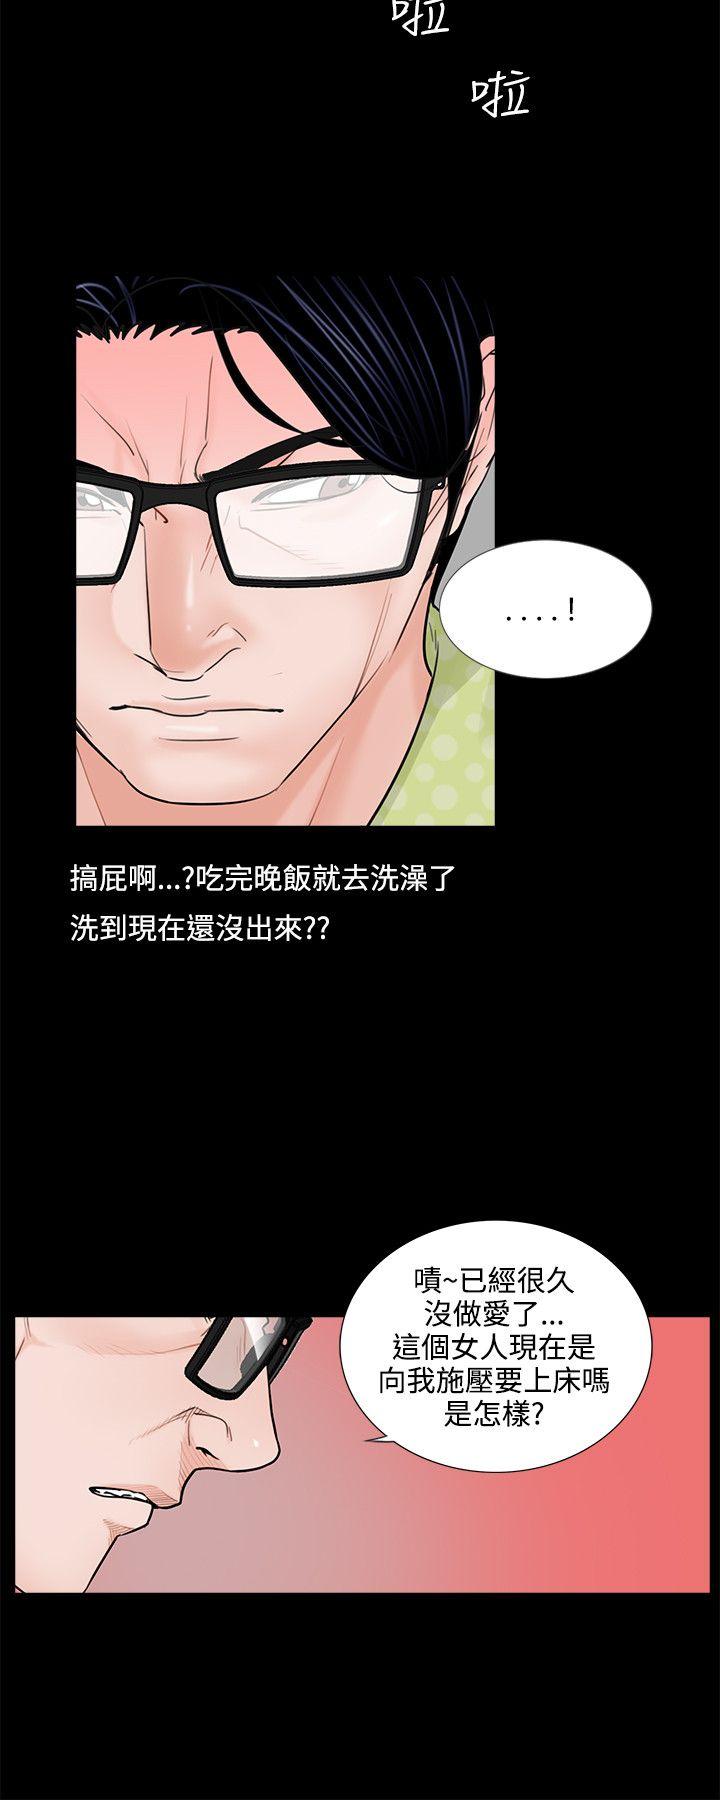 啦
啦
....!
搞屁啊...?吃完晚飯就去洗澡了
洗到現在還沒出來??
嘖~已經很久
沒做愛了...
這個女人現在是
向我施壓要上床嗎
是怎樣?